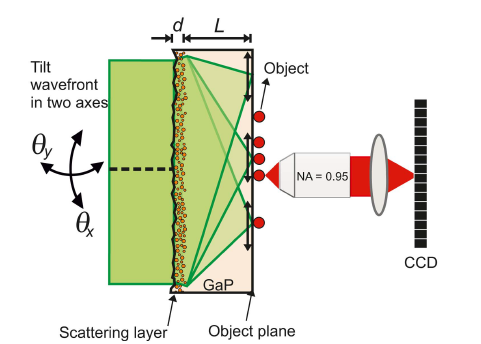 d
L
Tilt
wavefront
in two axes
Object
θy
θx
NA = 0.95
GaP
CCD
Scattering layer
Object plane